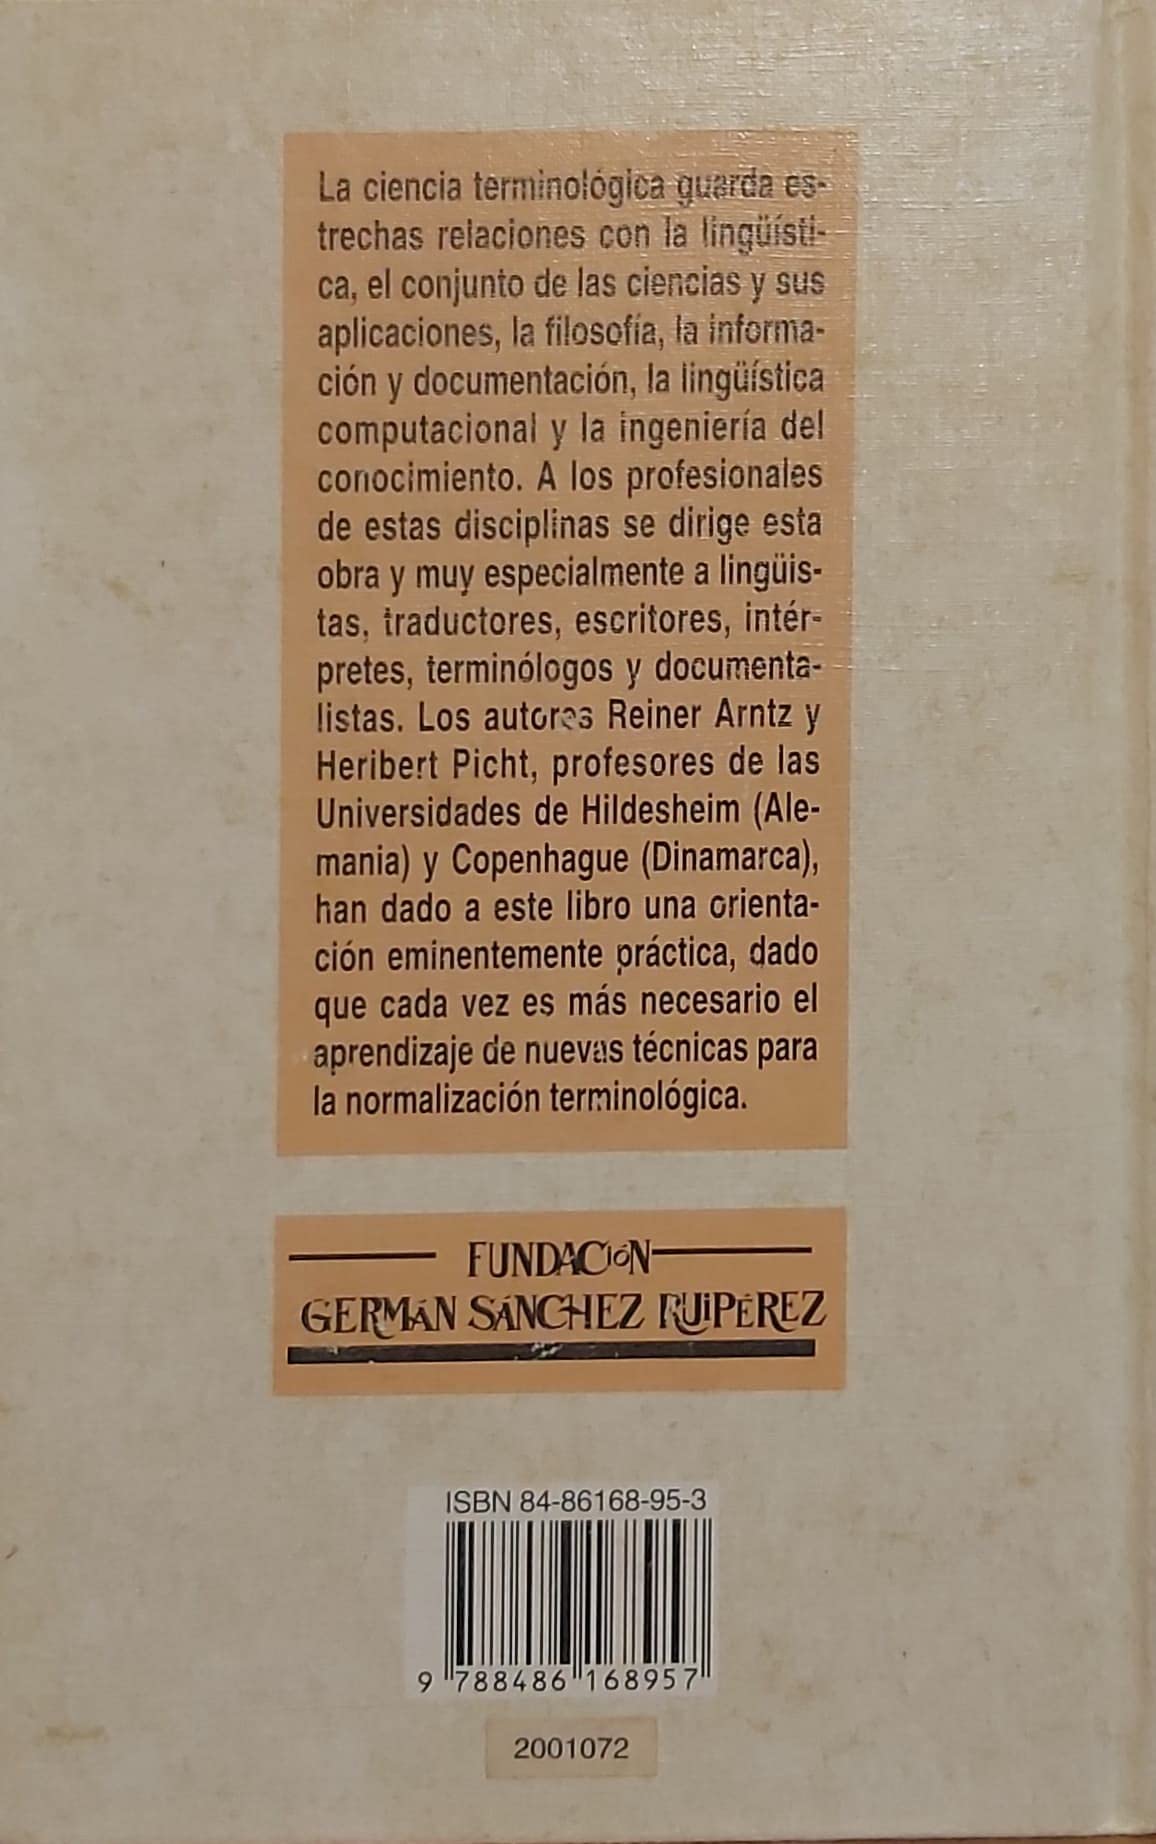 La ciencia terminológica guarda es-
trechas relaciones con la lingüísti-
ca, el conjunto de las ciencias y sus
aplicaciones, la filosofía, la informa-
ción y documentación, la lingüística
computacional y la ingeniería del
conocimiento. A los profesionales
de estas disciplinas se dirige esta
obra y muy especialmente a lingüis-
tas, traductores, escritores, intér-
pretes, terminólogos y documenta-
listas. Los autores Reiner Arntz y
Heribert Picht, profesores de las
Universidades de Hildesheim (Ale-
mania) y Copenhague (Dinamarca),
han dado a este libro una orienta-
ción eminentemente práctica, dado
que cada vez es más necesario el
aprendizaje de nuevas técnicas para
la normalización terminológica.
FUNDACIÓN
GERMÁN SÁNCHEZ RUIPÉREZ
ISBN 84-86168-95-3
9 788486 168957
2001072